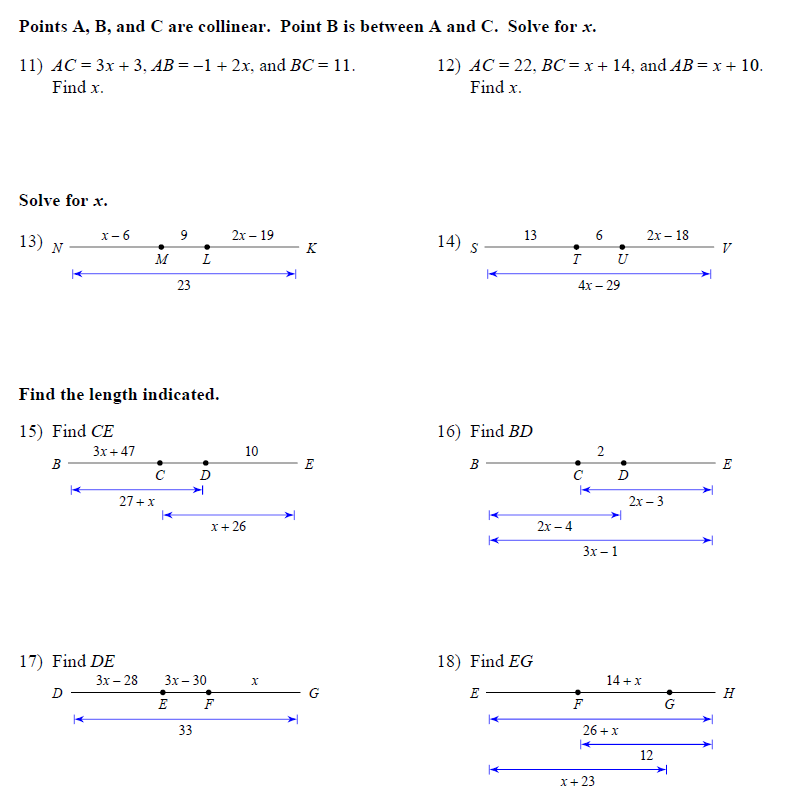 Points A, B, and C are collinear. Point B is between A and C. Solve for x.
11) AC = 3x + 3, AB = −1 + 2x, and BC = 11.
Find x.
12) AC = 22, BC = x + 14, and AB = x + 10.
Find x.
Solve for x.
13) N
x − 6
9
2x − 19
K
M
L
23
14) S
13
6
2x − 18
V
T
U
4x − 29
Find the length indicated.
15) Find CE
3x + 47
10
B
E
C
D
27 + x
x + 26
16) Find BD
2
B
E
C
D
2x − 3
2x − 4
3x − 1
17) Find DE
3x − 28
3x − 30
x
D
G
E
F
33
18) Find EG
14 + x
E
H
F
G
26 + x
12
x + 23